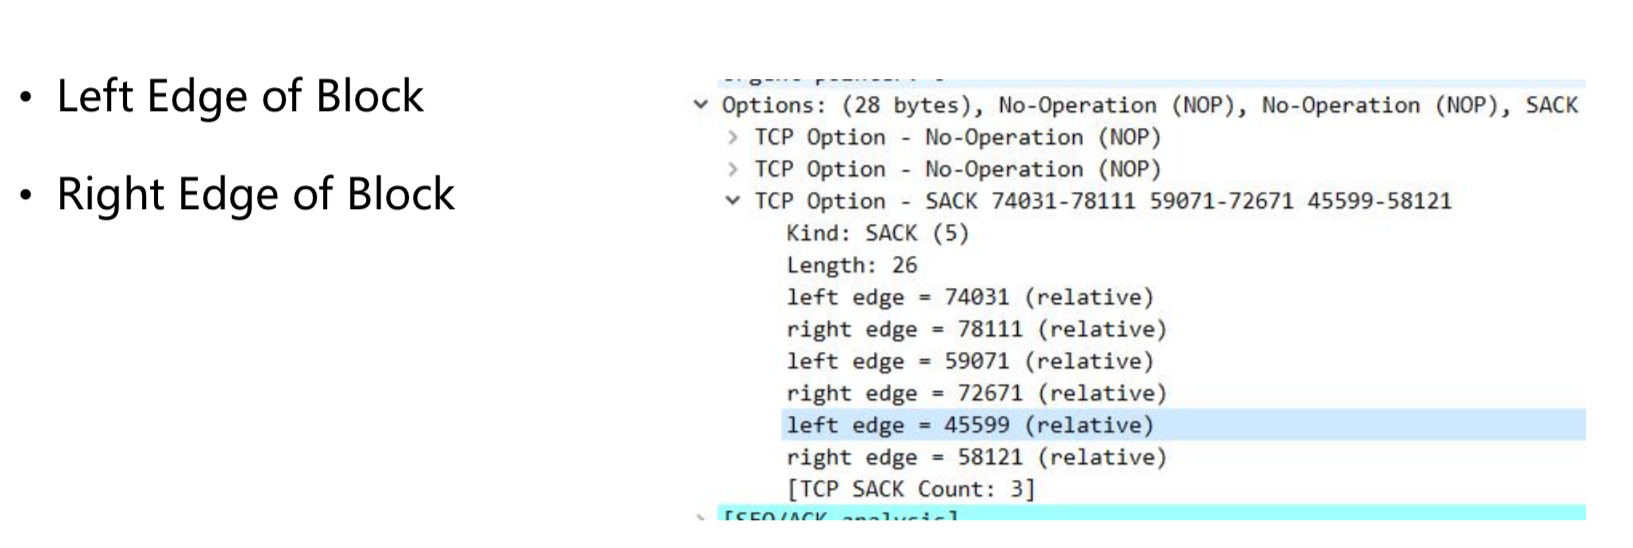 • Left Edge of Block
• Right Edge of Block
Options: (28 bytes), No-Operation (NOP), No-Operation (NOP), SACK
TCP Option - No-Operation (NOP)
TCP Option - No-Operation (NOP)
TCP Option - SACK 74031-78111 59071-72671 45599-58121
Kind: SACK (5)
Length: 26
left edge = 74031 (relative)
right edge = 78111 (relative)
left edge = 59071 (relative)
right edge = 72671 (relative)
left edge = 45599 (relative)
right edge = 58121 (relative)
[TCP SACK Count: 3]
[SEQ/ACK analysis]